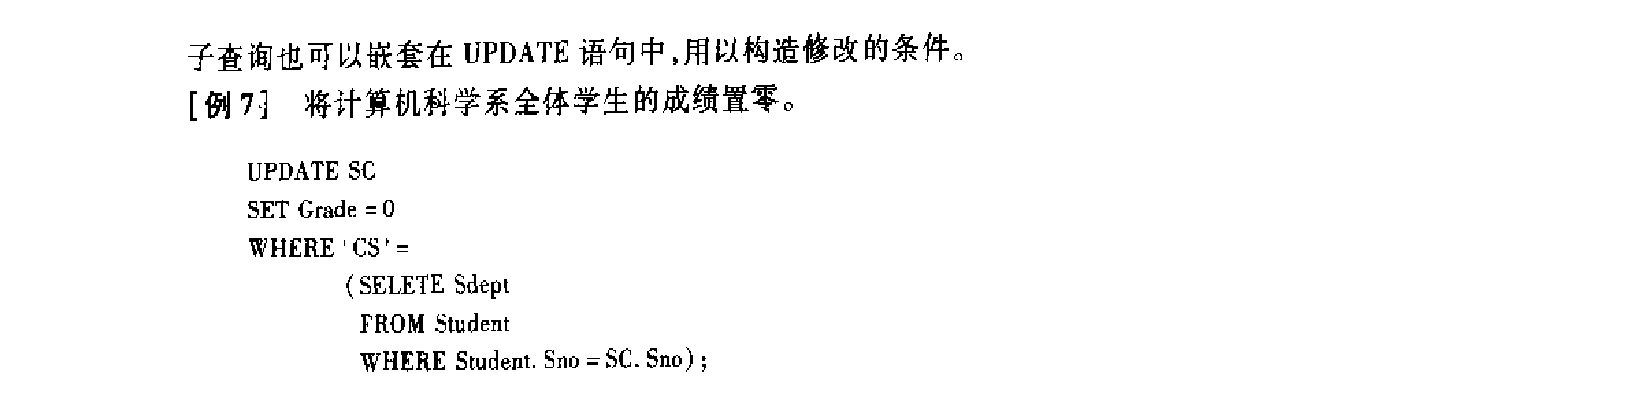 子查询也可以嵌套在 UPDATE 语句中,用以构造修改的条件。
[例 7] 将计算机科学系全体学生的成绩置零。
UPDATE SC
SET Grade = 0
WHERE 'CS' =
(SELETE Sdept
FROM Student
WHERE Student. Sno = SC. Sno);